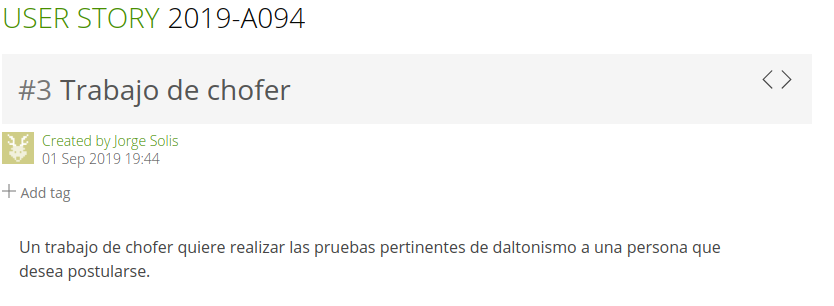 USER STORY 2019-A094
#3 Trabajo de chofer
Created by Jorge Solis
01 Sep 2019 19:44
Add tag
Un trabajo de chofer quiere realizar las pruebas pertinentes de daltonismo a una persona que
desea postularse.